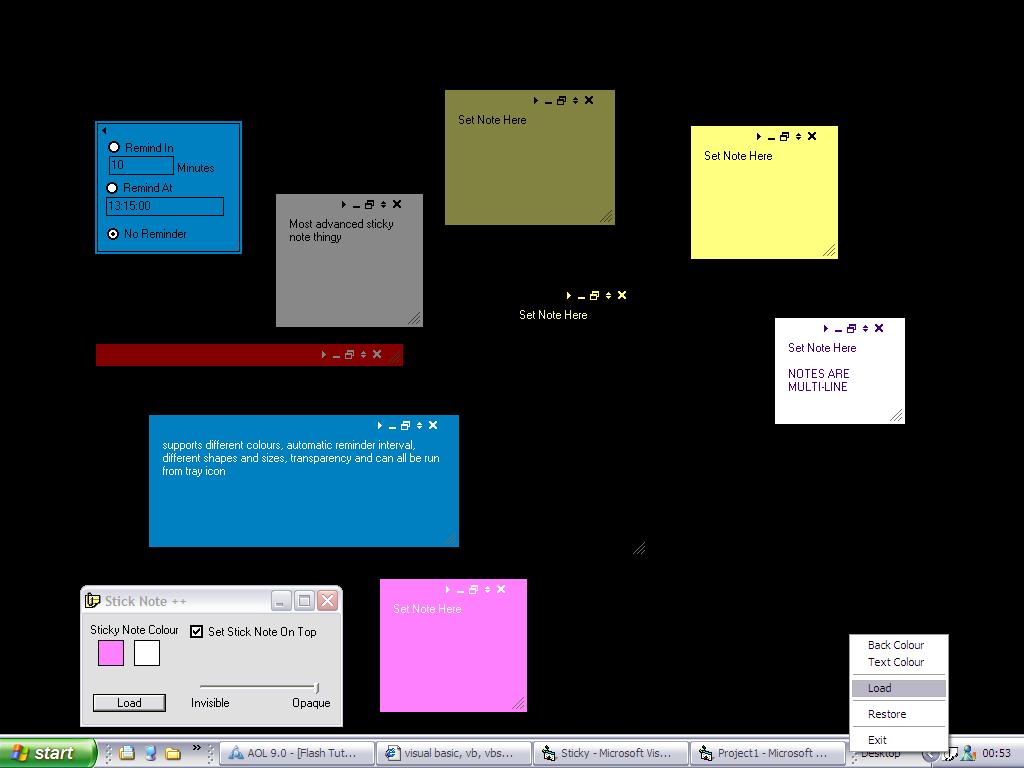 Set Note Here
Set Note Here
Remind In
10
Minutes
Remind At
13:15:00
No Reminder
Most advanced sticky
note thingy
Set Note Here
Set Note Here
NOTES ARE
MULTI-LINE
supports different colours, automatic reminder interval,
different shapes and sizes, transparency and can all be run
from tray icon
Stick Note ++
Sticky Note Colour
Set Stick Note On Top
Load
Invisible
Opaque
Set Note Here
Back Colour
Text Colour
Load
Restore
Exit
start
»
AOL 9.0 - [Flash Tut...
visual basic, vb, vbs...
Sticky - Microsoft Vis...
Project1 - Microsoft ...
Desktop
00:53